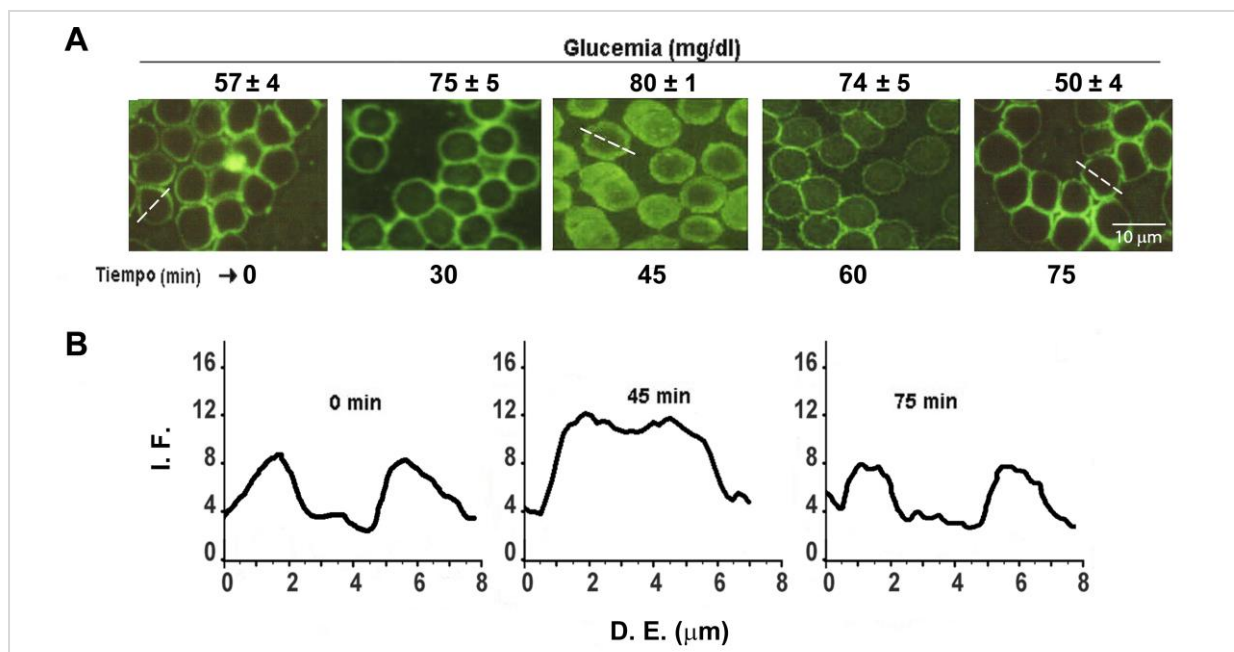 A
Glucemia (mg/dl)
57 ± 4 75 ± 5 80 ± 1 74 ± 5 50 ± 4
10 μm
Tiempo (min) → 0 30 45 60 75
B
I. F.
16
12
8
4
0
0 min
0 2 4 6 8
16
12
8
4
0
45 min
0 2 4 6 8
16
12
8
4
0
75 min
0 2 4 6 8
D. E. (μm)